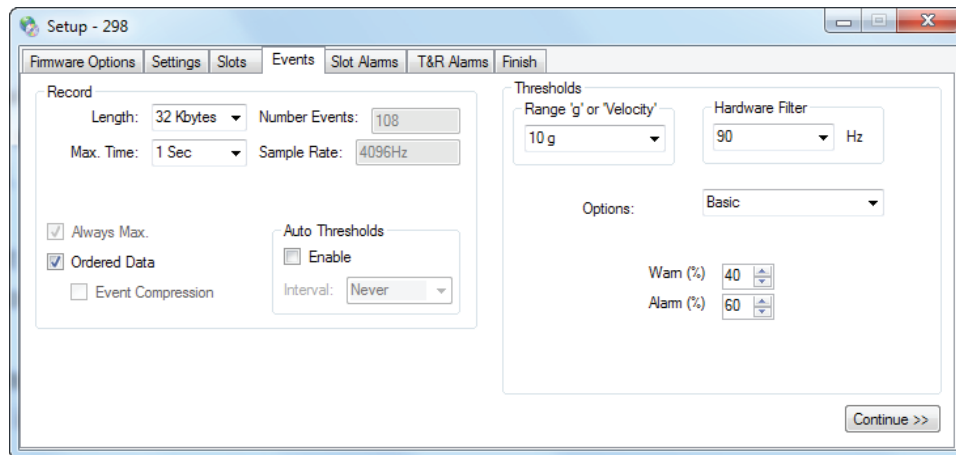 Setup - 298
Firmware Options Settings Slots Events Slot Alarms T&R Alarms Finish
Record
Length: 32 Kbytes Number Events: 108
Max. Time: 1 Sec Sample Rate: 4096Hz
Always Max.
Ordered Data
Event Compression
Auto Thresholds
Enable
Interval: Never
Thresholds
Range 'g' or 'Velocity'
10 g
Hardware Filter
90 Hz
Options: Basic
Warn (%) 40
Alarm (%) 60
Continue >>